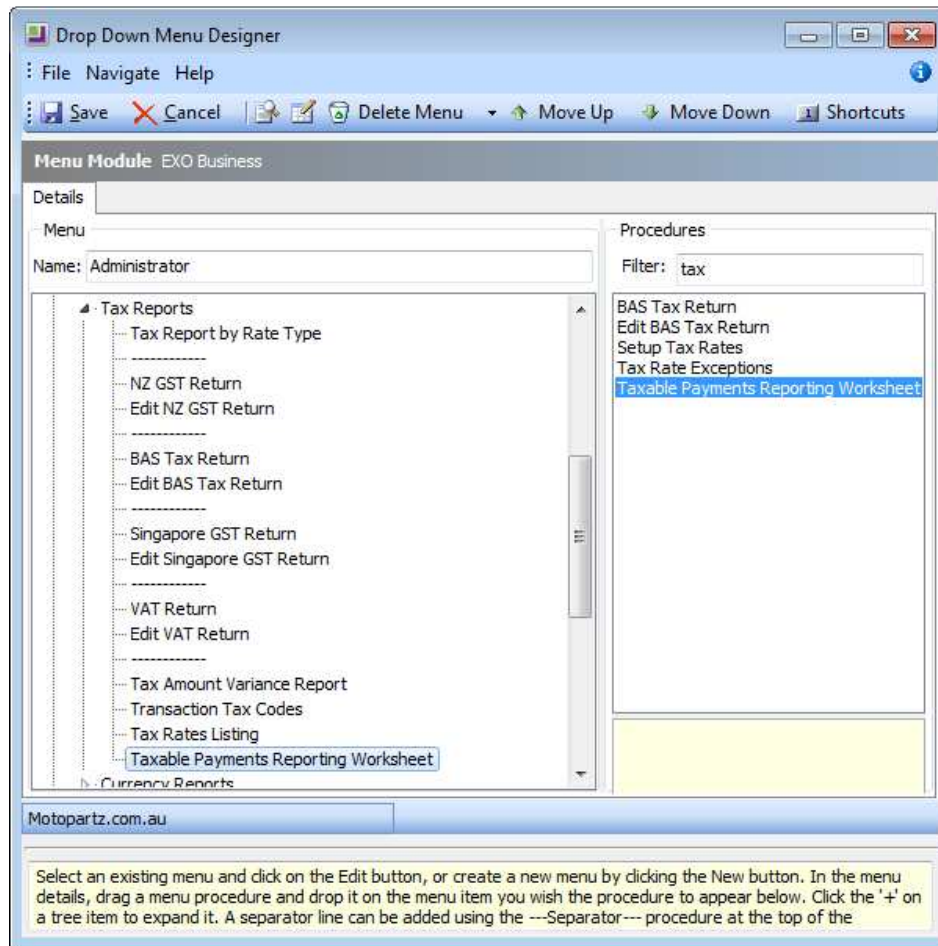 Drop Down Menu Designer
File Navigate Help
Save Cancel Delete Menu Move Up Move Down Shortcuts
Menu Module EXO Business
Details
Menu
Name: Administrator
Tax Reports
Tax Report by Rate Type
------------
NZ GST Return
Edit NZ GST Return
------------
BAS Tax Return
Edit BAS Tax Return
------------
Singapore GST Return
Edit Singapore GST Return
------------
VAT Return
Edit VAT Return
------------
Tax Amount Variance Report
Transaction Tax Codes
Tax Rates Listing
Taxable Payments Reporting Worksheet
Currency Reports
Procedures
Filter: tax
BAS Tax Return
Edit BAS Tax Return
Setup Tax Rates
Tax Rate Exceptions
Taxable Payments Reporting Worksheet
Motopartz.com.au
Select an existing menu and click on the Edit button, or create a new menu by clicking the New button. In the menu
details, drag a menu procedure and drop it on the menu item you wish the procedure to appear below. Click the '+' on
a tree item to expand it. A separator line can be added using the ---Separator--- procedure at the top of the